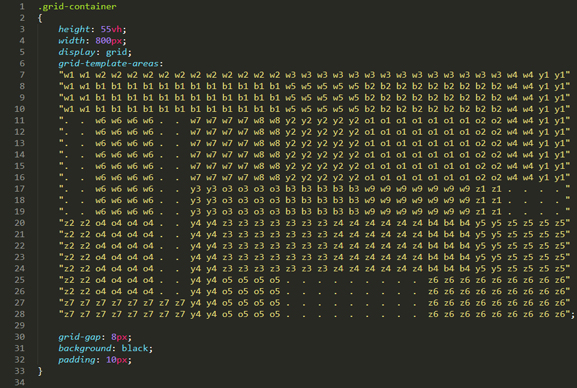 1 .grid-container
2 {
3 height: 55vh;
4 width: 800px;
5 display: grid;
6 grid-template-areas:
7 "w1 w1 w2 w2 w2 w2 w2 w2 w2 w2 w2 w2 w2 w2 w3 w3 w3 w3 w3 w3 w3 w3 w3 w3 w3 w3 w3 w3 w4 w4 y1 y1"
8 "w1 w1 b1 b1 b1 b1 b1 b1 b1 b1 b1 b1 b1 b1 w5 w5 w5 w5 w5 b2 b2 b2 b2 b2 b2 b2 b2 b2 w4 w4 y1 y1"
9 "w1 w1 b1 b1 b1 b1 b1 b1 b1 b1 b1 b1 b1 b1 w5 w5 w5 w5 w5 b2 b2 b2 b2 b2 b2 b2 b2 b2 w4 w4 y1 y1"
10 "w1 w1 b1 b1 b1 b1 b1 b1 b1 b1 b1 b1 b1 b1 w5 w5 w5 w5 w5 b2 b2 b2 b2 b2 b2 b2 b2 b2 w4 w4 y1 y1"
11 ". . w6 w6 w6 w6 . . w7 w7 w7 w7 w8 w8 y2 y2 y2 y2 y2 o1 o1 o1 o1 o1 o1 o1 o2 o2 w4 w4 y1 y1"
12 ". . w6 w6 w6 w6 . . w7 w7 w7 w7 w8 w8 y2 y2 y2 y2 y2 o1 o1 o1 o1 o1 o1 o1 o2 o2 w4 w4 y1 y1"
13 ". . w6 w6 w6 w6 . . w7 w7 w7 w7 w8 w8 y2 y2 y2 y2 y2 o1 o1 o1 o1 o1 o1 o1 o2 o2 w4 w4 y1 y1"
14 ". . w6 w6 w6 w6 . . w7 w7 w7 w7 w8 w8 y2 y2 y2 y2 y2 o1 o1 o1 o1 o1 o1 o1 o2 o2 w4 w4 y1 y1"
15 ". . w6 w6 w6 w6 . . w7 w7 w7 w7 w8 w8 y2 y2 y2 y2 y2 o1 o1 o1 o1 o1 o1 o1 o2 o2 w4 w4 y1 y1"
16 ". . w6 w6 w6 w6 . . w7 w7 w7 w7 w8 w8 y2 y2 y2 y2 y2 o1 o1 o1 o1 o1 o1 o1 o2 o2 w4 w4 y1 y1"
17 ". . w6 w6 w6 w6 . . y3 y3 o3 o3 o3 o3 b3 b3 b3 b3 b3 w9 w9 w9 w9 w9 w9 w9 z1 z1 . . . . "
18 ". . w6 w6 w6 w6 . . y3 y3 o3 o3 o3 o3 b3 b3 b3 b3 b3 w9 w9 w9 w9 w9 w9 w9 z1 z1 . . . . "
19 ". . w6 w6 w6 w6 . . y3 y3 o3 o3 o3 o3 b3 b3 b3 b3 b3 w9 w9 w9 w9 w9 w9 w9 z1 z1 . . . . "
20 "z2 z2 o4 o4 o4 o4 . . y4 y4 z3 z3 z3 z3 z3 z3 z3 z4 z4 z4 z4 z4 z4 b4 b4 b4 y5 y5 z5 z5 z5 z5"
21 "z2 z2 o4 o4 o4 o4 . . y4 y4 z3 z3 z3 z3 z3 z3 z3 z4 z4 z4 z4 z4 z4 b4 b4 b4 y5 y5 z5 z5 z5 z5"
22 "z2 z2 o4 o4 o4 o4 . . y4 y4 z3 z3 z3 z3 z3 z3 z3 z4 z4 z4 z4 z4 z4 b4 b4 b4 y5 y5 z5 z5 z5 z5"
23 "z2 z2 o4 o4 o4 o4 . . y4 y4 z3 z3 z3 z3 z3 z3 z3 z4 z4 z4 z4 z4 z4 b4 b4 b4 y5 y5 z5 z5 z5 z5"
24 "z2 z2 o4 o4 o4 o4 . . y4 y4 z3 z3 z3 z3 z3 z3 z3 z4 z4 z4 z4 z4 z4 b4 b4 b4 y5 y5 z5 z5 z5 z5"
25 "z2 z2 o4 o4 o4 o4 . . y4 y4 o5 o5 o5 o5 . . . . . . . . . z6 z6 z6 z6 z6 z6 z6 z6 z6"
26 "z2 z2 o4 o4 o4 o4 . . y4 y4 o5 o5 o5 o5 . . . . . . . . . z6 z6 z6 z6 z6 z6 z6 z6 z6"
27 "z7 z7 z7 z7 z7 z7 z7 z7 y4 y4 o5 o5 o5 o5 . . . . . . . . . z6 z6 z6 z6 z6 z6 z6 z6 z6"
28 "z7 z7 z7 z7 z7 z7 z7 z7 y4 y4 o5 o5 o5 o5 . . . . . . . . . z6 z6 z6 z6 z6 z6 z6 z6 z6";
29
30 grid-gap: 8px;
31 background: black;
32 padding: 10px;
33 }
34